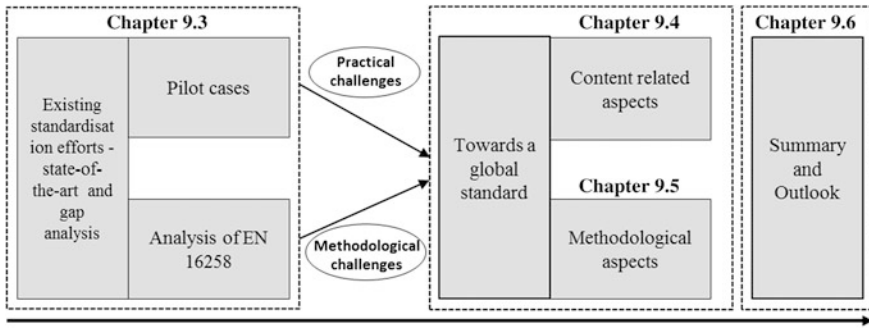 Chapter 9.3
Existing
standardisat
ion efforts -
state-of-
the-art and
gap
analysis
Pilot cases
Analysis of EN
16258
Practical
challenges
Methodological
challenges
Chapter 9.4
Towards a
global
standard
Content related
aspects
Chapter 9.5
Methodological
aspects
Chapter 9.6
Summary
and
Outlook